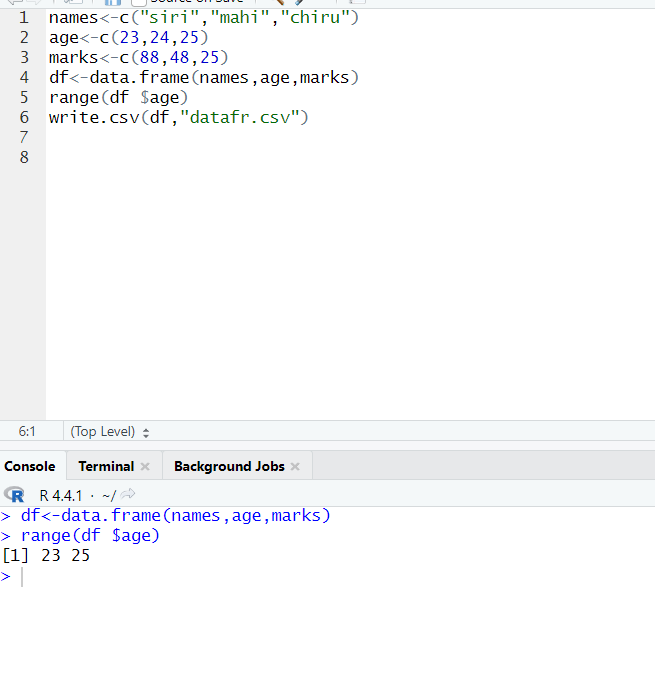 Source on Save
1 names<-c("siri","mahi","chiru")
2 age<-c(23,24,25)
3 marks<-c(88,48,25)
4 df<-data.frame(names,age,marks)
5 range(df $age)
6 write.csv(df,"datafr.csv")
7
8
6:1 (Top Level)
Console Terminal Background Jobs
R R 4.4.1 · ~/
> df<-data.frame(names,age,marks)
> range(df $age)
[1] 23 25
>